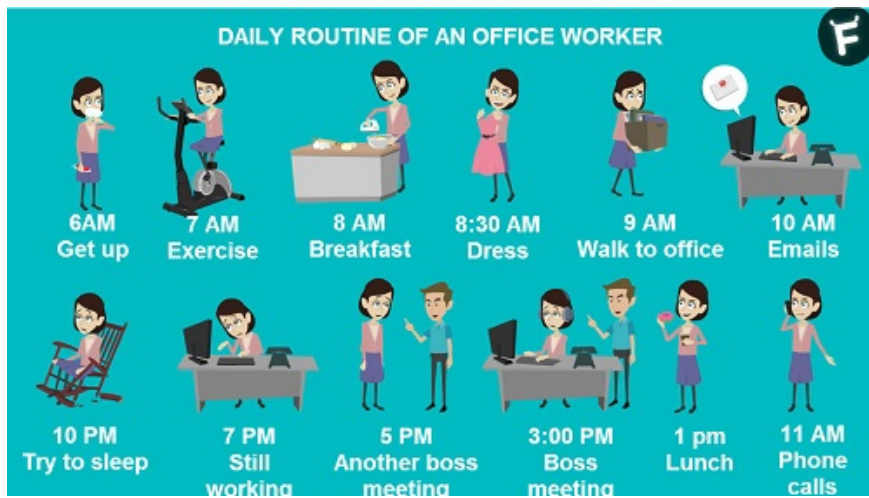 DAILY ROUTINE OF AN OFFICE WORKER
F
6AM
Get up
7 AM
Exercise
8 AM
Breakfast
8:30 AM
Dress
9 AM
Walk to office
10 AM
Emails
10 PM
Try to sleep
7 PM
Still
working
5 PM
Another boss
meeting
3:00 PM
Boss
meeting
1 pm
Lunch
11 AM
Phone
calls